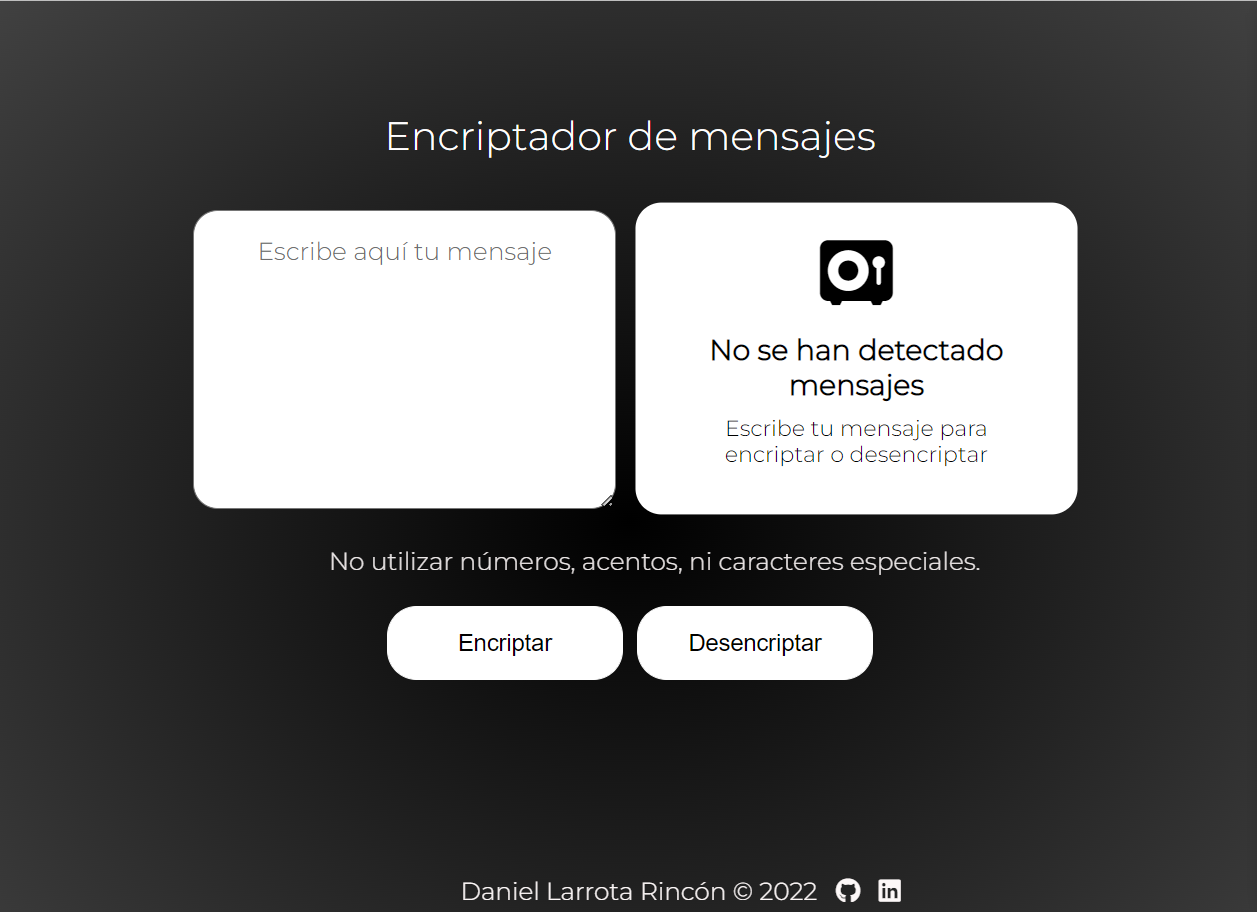 Encriptador de mensajes
Escribe aquí tu mensaje
No se han detectado
mensajes
Escribe tu mensaje para
encriptar o desencriptar
No utilizar números, acentos, ni caracteres especiales.
Encriptar
Desencriptar
Daniel Larrota Rincón © 2022
in